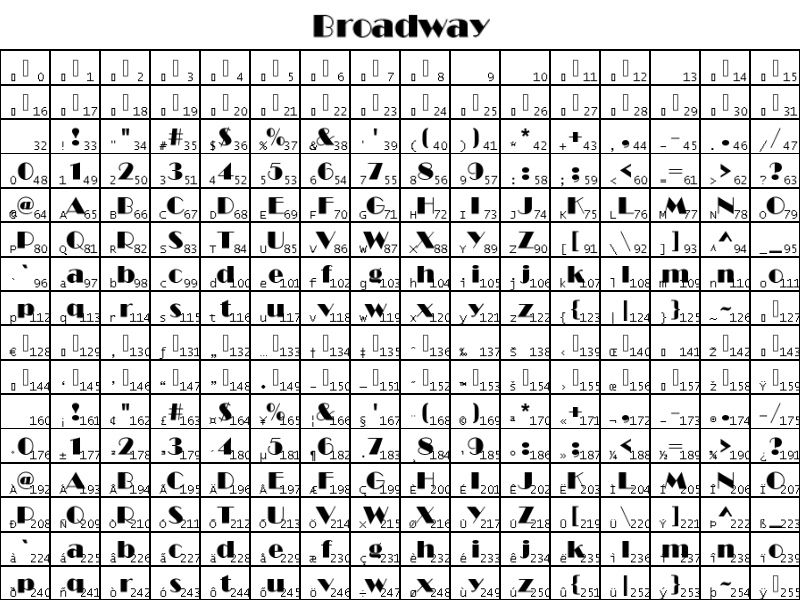 Broadway
0 1 2 3 4 5 6 7 8 9 10 11 12 13 14 15
16 17 18 19 20 21 22 23 24 25 26 27 28 29 30 31
32 ! ! 33 " " 34 # # 35 $ $ 36 % % 37 & & 38 ' ' 39 ( ( 40 ) ) 41 * * 42 + + 43 , , 44 - - 45 . . 46 / / 47
0 0 48 1 1 49 2 2 50 3 3 51 4 4 52 5 5 53 6 6 54 7 7 55 8 8 56 9 9 57 : : 58 ; ; 59 < < 60 = = 61 > > 62 ? ? 63
@ @ 64 A A 65 B B 66 C C 67 D D 68 E E 69 F F 70 G G 71 H H 72 I I 73 J J 74 K K 75 L L 76 M M 77 N N 78 O O 79
P P 80 Q Q 81 R R 82 S S 83 T T 84 U U 85 V V 86 W W 87 X X 88 Y Y 89 Z Z 90 [ [ 91 \ \ 92 ] ] 93 ^ ^ 94 _ _ 95
` ` 96 a a 97 b b 98 c c 99 d d 100 e e 101 f f 102 g g 103 h h 104 i i 105 j j 106 k k 107 l l 108 m m 109 n n 110 o o 111
p p 112 q q 113 r r 114 s s 115 t t 116 u u 117 v v 118 w w 119 x x 120 y y 121 z z 122 { { 123 | | 124 } } 125 ~ ~ 126 127
€ 128 129 ‚ 130 ƒ 131 „ 132 … 133 † 134 ‡ 135 ˆ 136 ‰ 137 Š 138 ‹ 139 Œ 140 141 Ž 142 143
144 ‘ 145 ’ 146 “ 147 ” 148 • 149 – 150 — 151 ˜ 152 ™ 153 š 154 › 155 œ 156 157 ž 158 Ÿ 159
160 ¡ ! 161 ¢ " 162 £ # 163 ¤ $ 164 ¥ % 165 ¦ & 166 § ' 167 ¨ ( 168 © ) 169 ª * 170 « + 171 ¬ , 172 - 173 ® . 174 ¯ / 175
° 0 176 ± 1 177 ² 2 178 ³ 3 179 ´ 4 180 µ 5 181 ¶ 6 182 · 7 183 ¸ 8 184 ¹ 9 185 º : 186 » ; 187 ¼ < 188 ½ = 189 ¾ > 190 ¿ ? 191
À @ 192 Á A 193 Â B 194 Ã C 195 Ä D 196 Å E 197 Æ F 198 Ç G 199 È H 200 É I 201 Ê J 202 Ë K 203 Ì L 204 Í M 205 Î N 206 Ï O 207
Ð P 208 Ñ Q 209 Ò R 210 Ó S 211 Ô T 212 Õ U 213 Ö V 214 × W 215 Ø X 216 Ù Y 217 Ú Z 218 Û [ 219 Ü \ 220 Ý ] 221 Þ ^ 222 ß _ 223
à ` 224 á a 225 â b 226 ã c 227 ä d 228 å e 229 æ f 230 ç g 231 è h 232 é i 233 ê j 234 ë k 235 ì l 236 í m 237 î n 238 ï o 239
ð p 240 ñ q 241 ò r 242 ó s 243 ô t 244 õ u 245 ö v 246 ÷ w 247 ø x 248 ù y 249 ú z 250 û { 251 ü | 252 ý } 253 þ ~ 254 ÿ 255